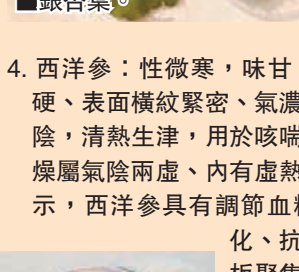 ■銀杏葉。
4. 西洋參：性微寒，味甘
硬、表面橫紋緊密、氣濃
陰，清熱生津，用於咳喘
燥屬氣陰兩虛、內有虛熱
示，西洋參具有調節血
化、抗
板聚集